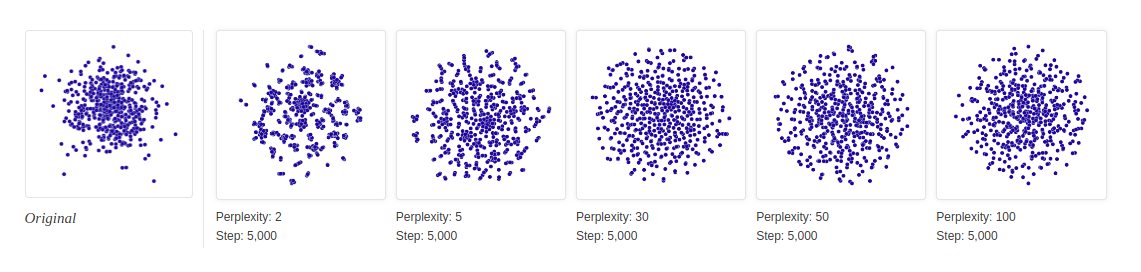 Original
Perplexity: 2
Step: 5,000
Perplexity: 5
Step: 5,000
Perplexity: 30
Step: 5,000
Perplexity: 50
Step: 5,000
Perplexity: 100
Step: 5,000